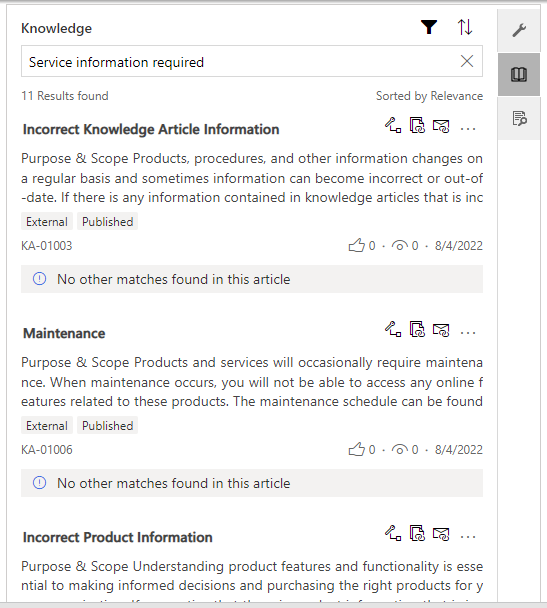 Knowledge
Service information required
11 Results found
Sorted by Relevance
Incorrect Knowledge Article Information
Purpose & Scope Products, procedures, and other information changes on
a regular basis and sometimes information can become incorrect or out-of
-date. If there is any information contained in knowledge articles that is inc
External Published
KA-01003
0 · 0 · 8/4/2022
No other matches found in this article
Maintenance
Purpose & Scope Products and services will occasionally require maintena
nce. When maintenance occurs, you will not be able to access any online f
eatures related to these products. The maintenance schedule can be found
External Published
KA-01006
0 · 0 · 8/4/2022
No other matches found in this article
Incorrect Product Information
Purpose & Scope Understanding product features and functionality is esse
ntial to making informed decisions and purchasing the right products for y